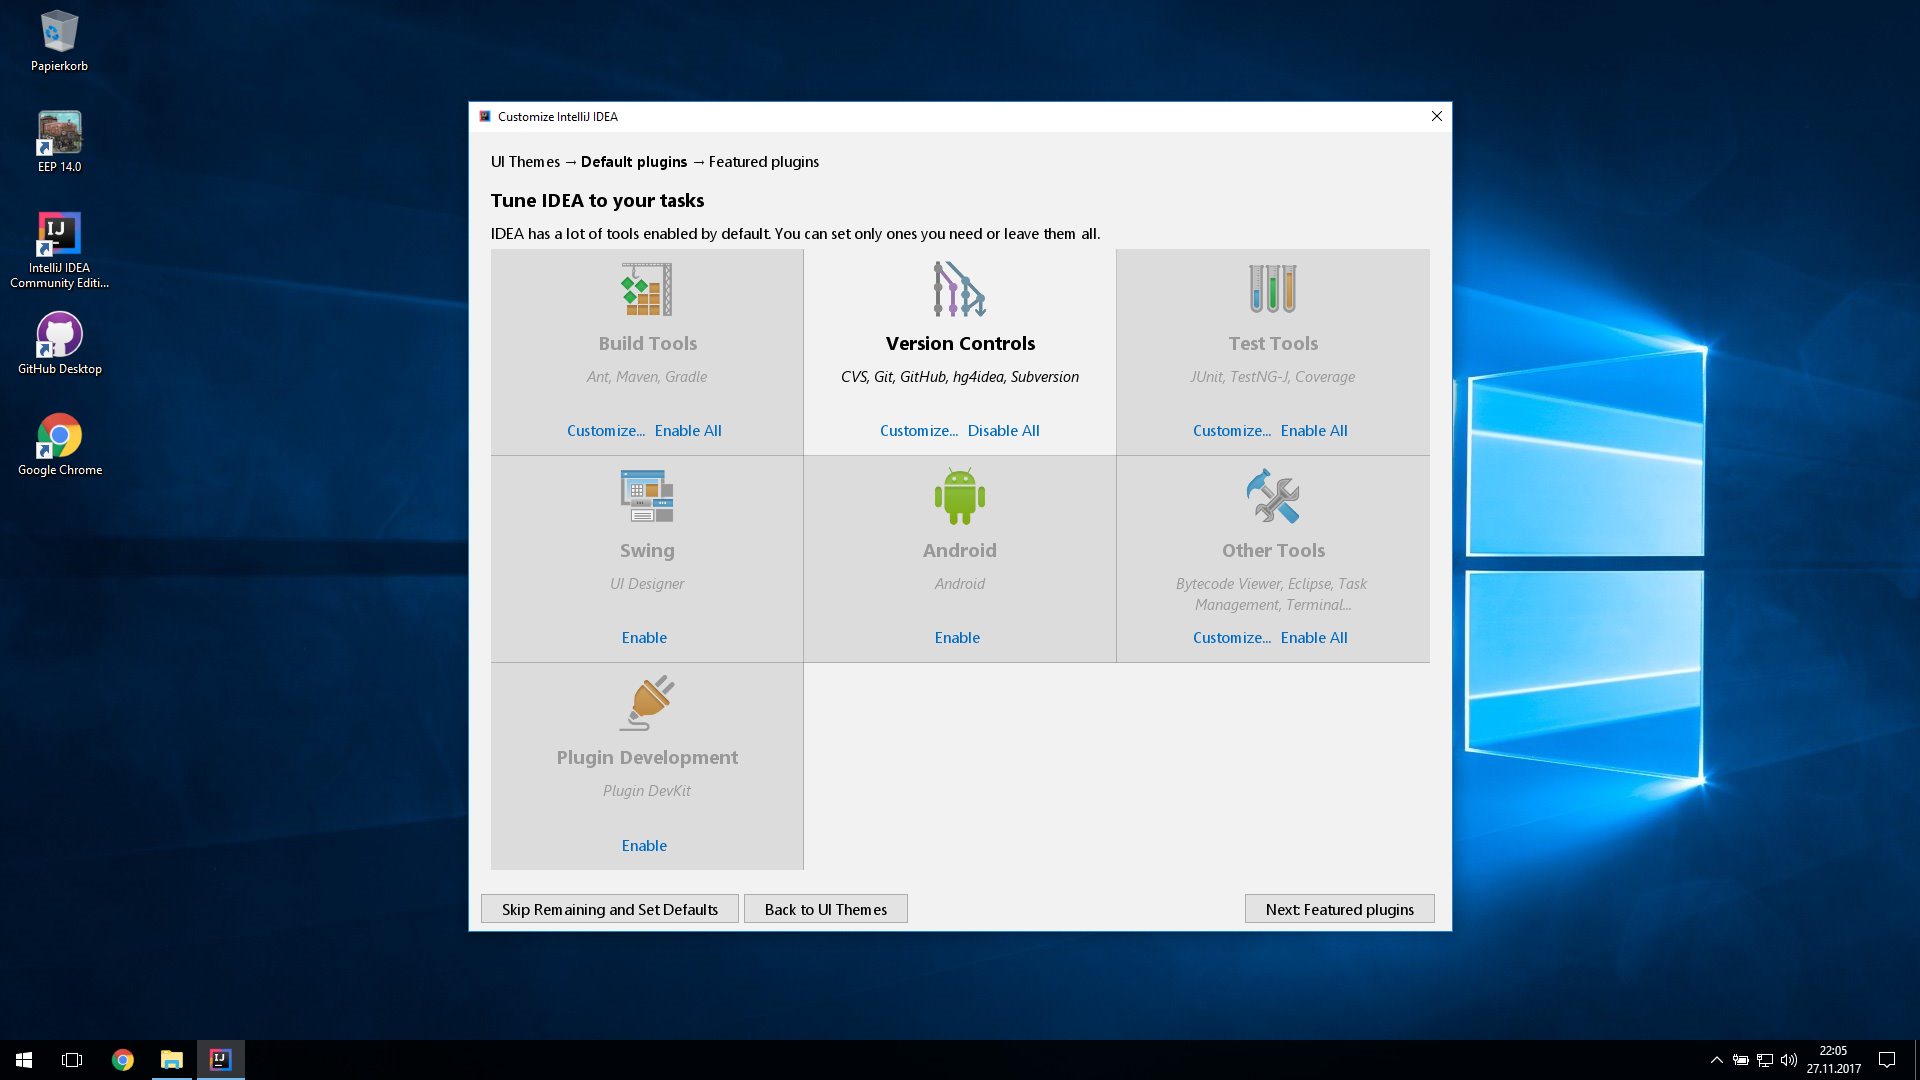 Papierkorb
EEP 14.0
IJ
IntelliJ IDEA
Community Editi...
GitHub Desktop
Google Chrome
Customize IntelliJ IDEA
UI Themes → Default plugins → Featured plugins
Tune IDEA to your tasks
IDEA has a lot of tools enabled by default. You can set only ones you need or leave them all.
Build Tools
Ant, Maven, Gradle
Customize... Enable All
Version Controls
CVS, Git, GitHub, hg4idea, Subversion
Customize... Disable All
Test Tools
JUnit, TestNG-J, Coverage
Customize... Enable All
Swing
UI Designer
Enable
Android
Android
Enable
Other Tools
Bytecode Viewer, Eclipse, Task
Management, Terminal...
Customize... Enable All
Plugin Development
Plugin DevKit
Enable
Skip Remaining and Set Defaults
Back to UI Themes
Next: Featured plugins
IJ
22:05
27.11.2017